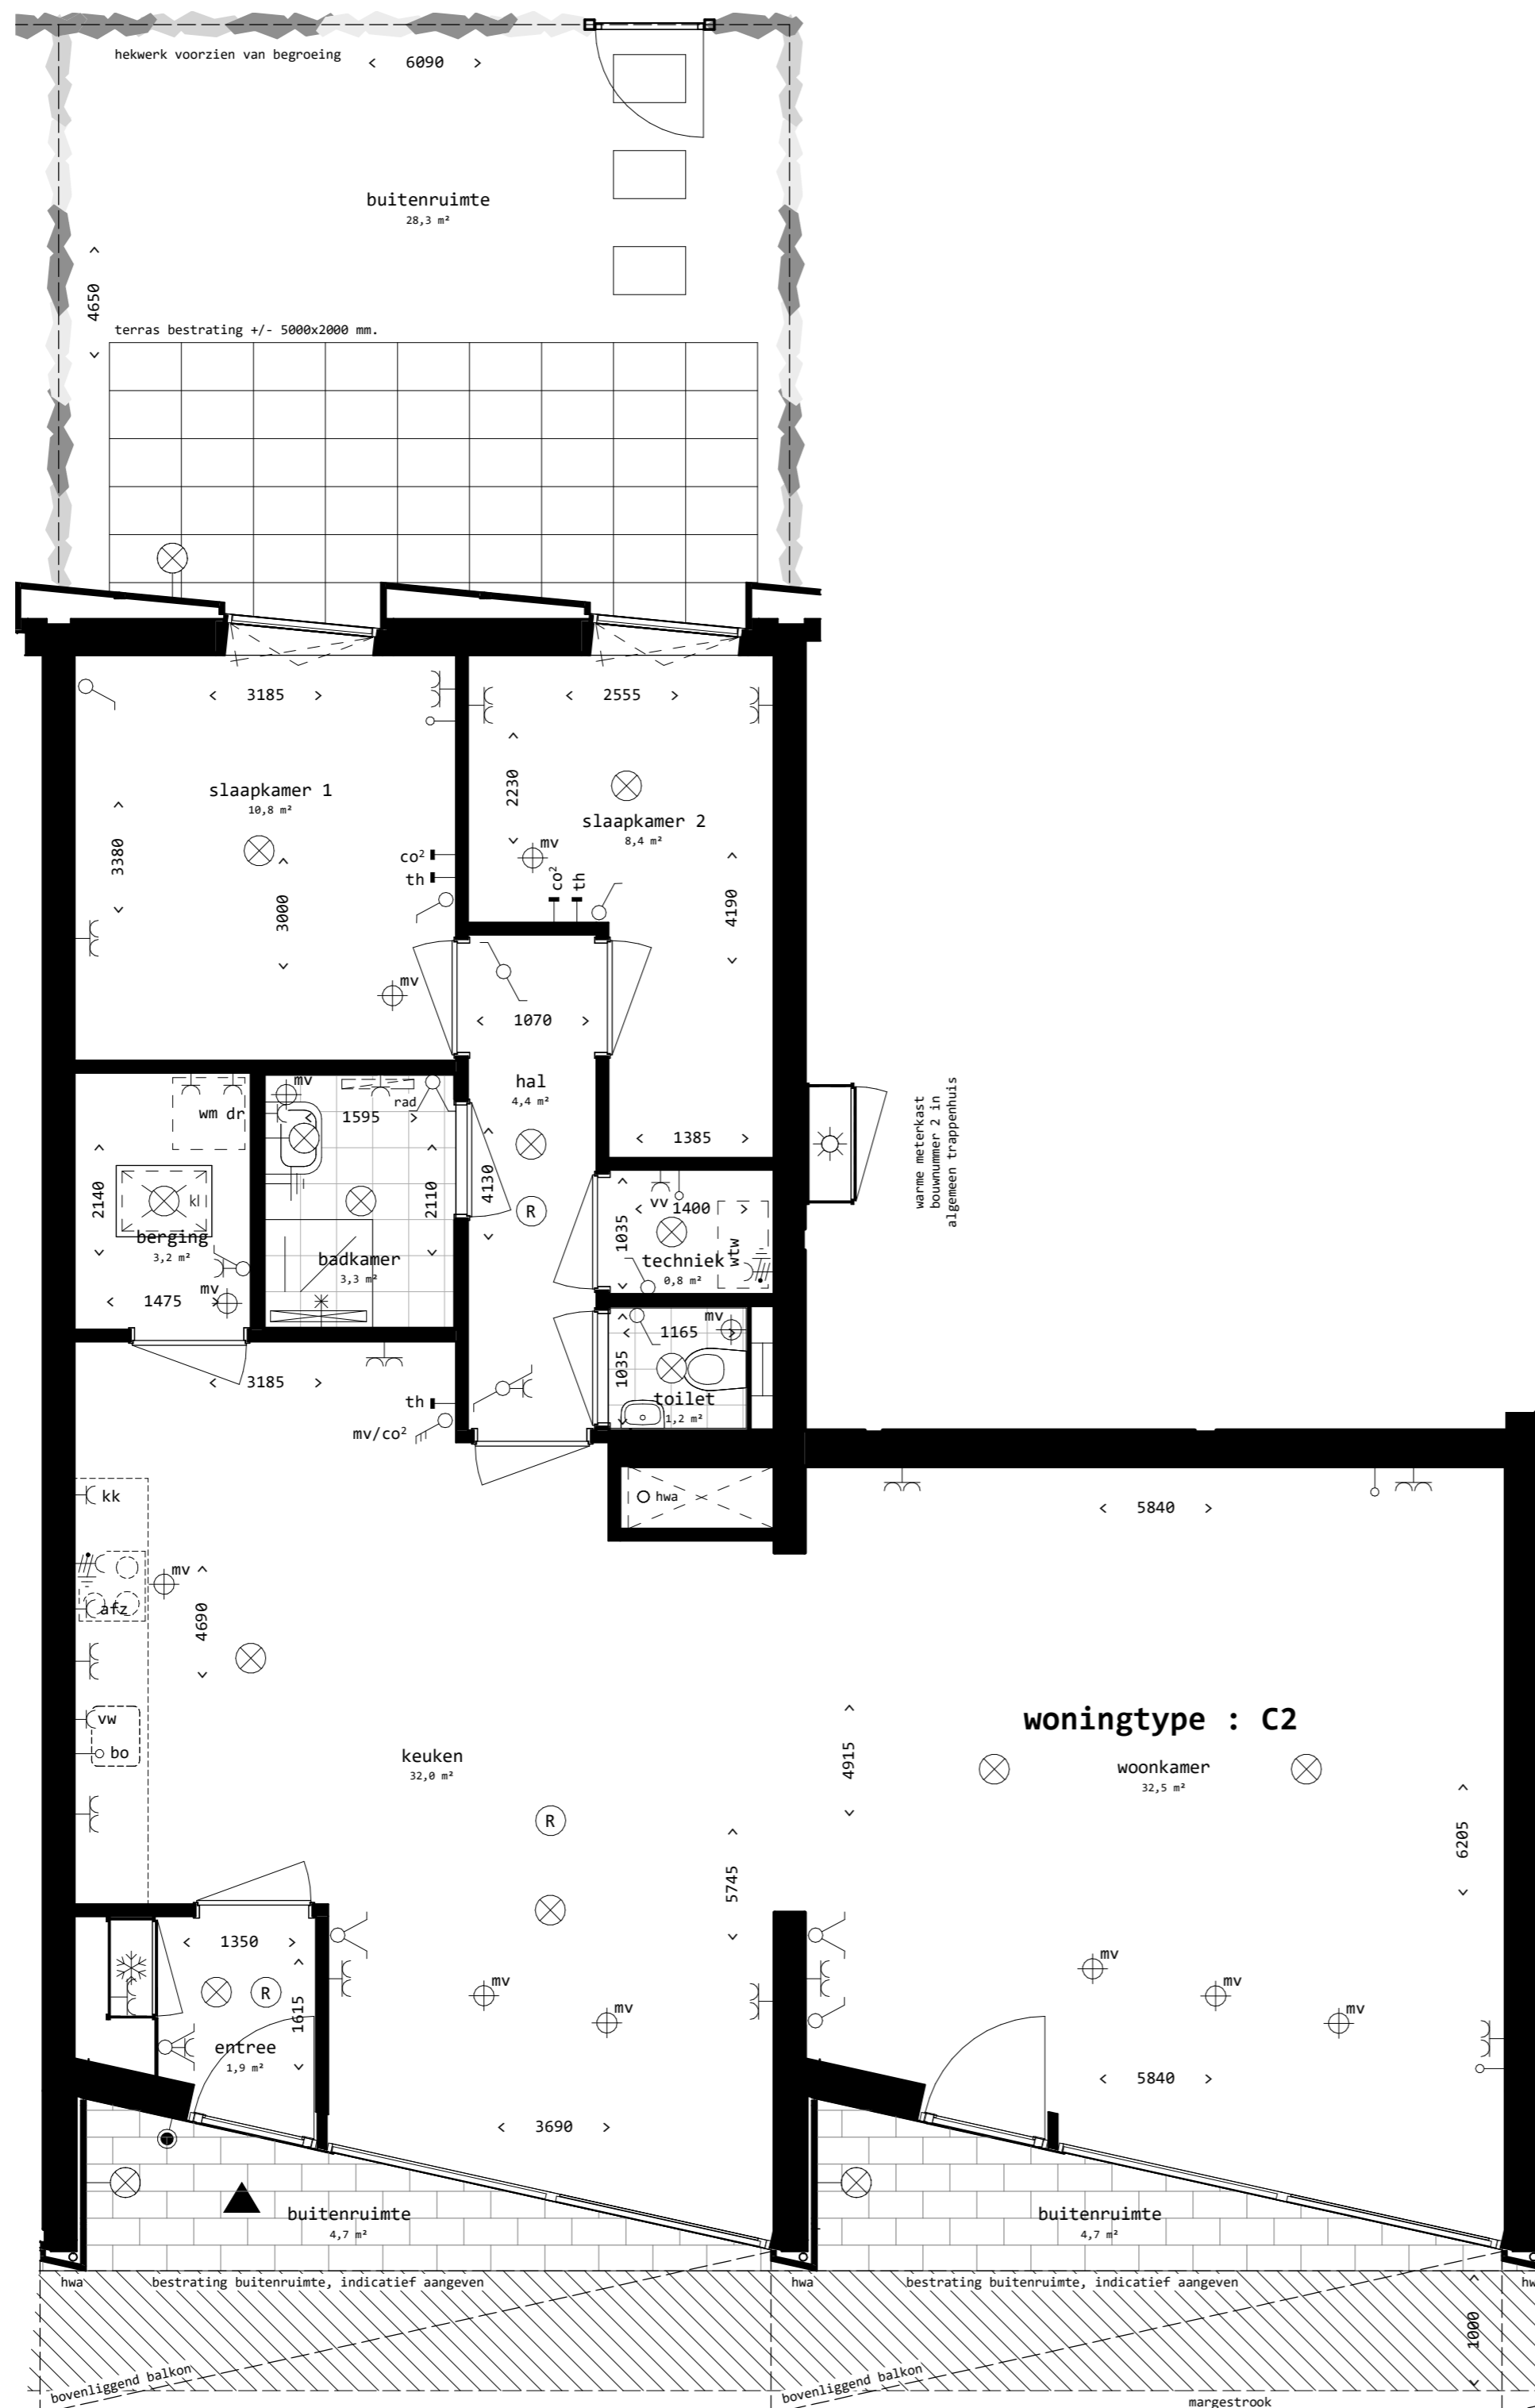 hekwerk voorzien van begroeing
6090
buitenruimte
28,3 m²
4650
terras bestrating +/- 5000x2000 mm.
3185
2555
2230
slaapkamer 1
10,8 m²
slaapkamer 2
8,4 m²
3380
mv
co²
th
co²
th
3000
4190
mv
1070
hal
4,4 m²
mv
wm dr
rad
1595
1385
warme meterkast
bouwnummer 2 in
algemeen trappenhuis
2140
kl
2110
4130
R
vv
1400
1035
berging
3,2 m²
badkamer
3,3 m²
techniek
0,8 m²
wtw
mv
1475
mv
1165
1035
3185
toilet
1,2 m²
th
mv/co²
kk
hwa
5840
mv
afz
4690
vw
bo
keuken
32,0 m²
4915
woningtype : C2
woonkamer
32,5 m²
R
5745
6205
1350
R
1615
mv
mv
mv
mv
mv
entree
1,9 m²
5840
3690
buitenruimte
4,7 m²
buitenruimte
4,7 m²
hwa
bestrating buitenruimte, indicatief aangeven
hwa
bestrating buitenruimte, indicatief aangeven
hw
1000
bovenliggend balkon
bovenliggend balkon
margestrook